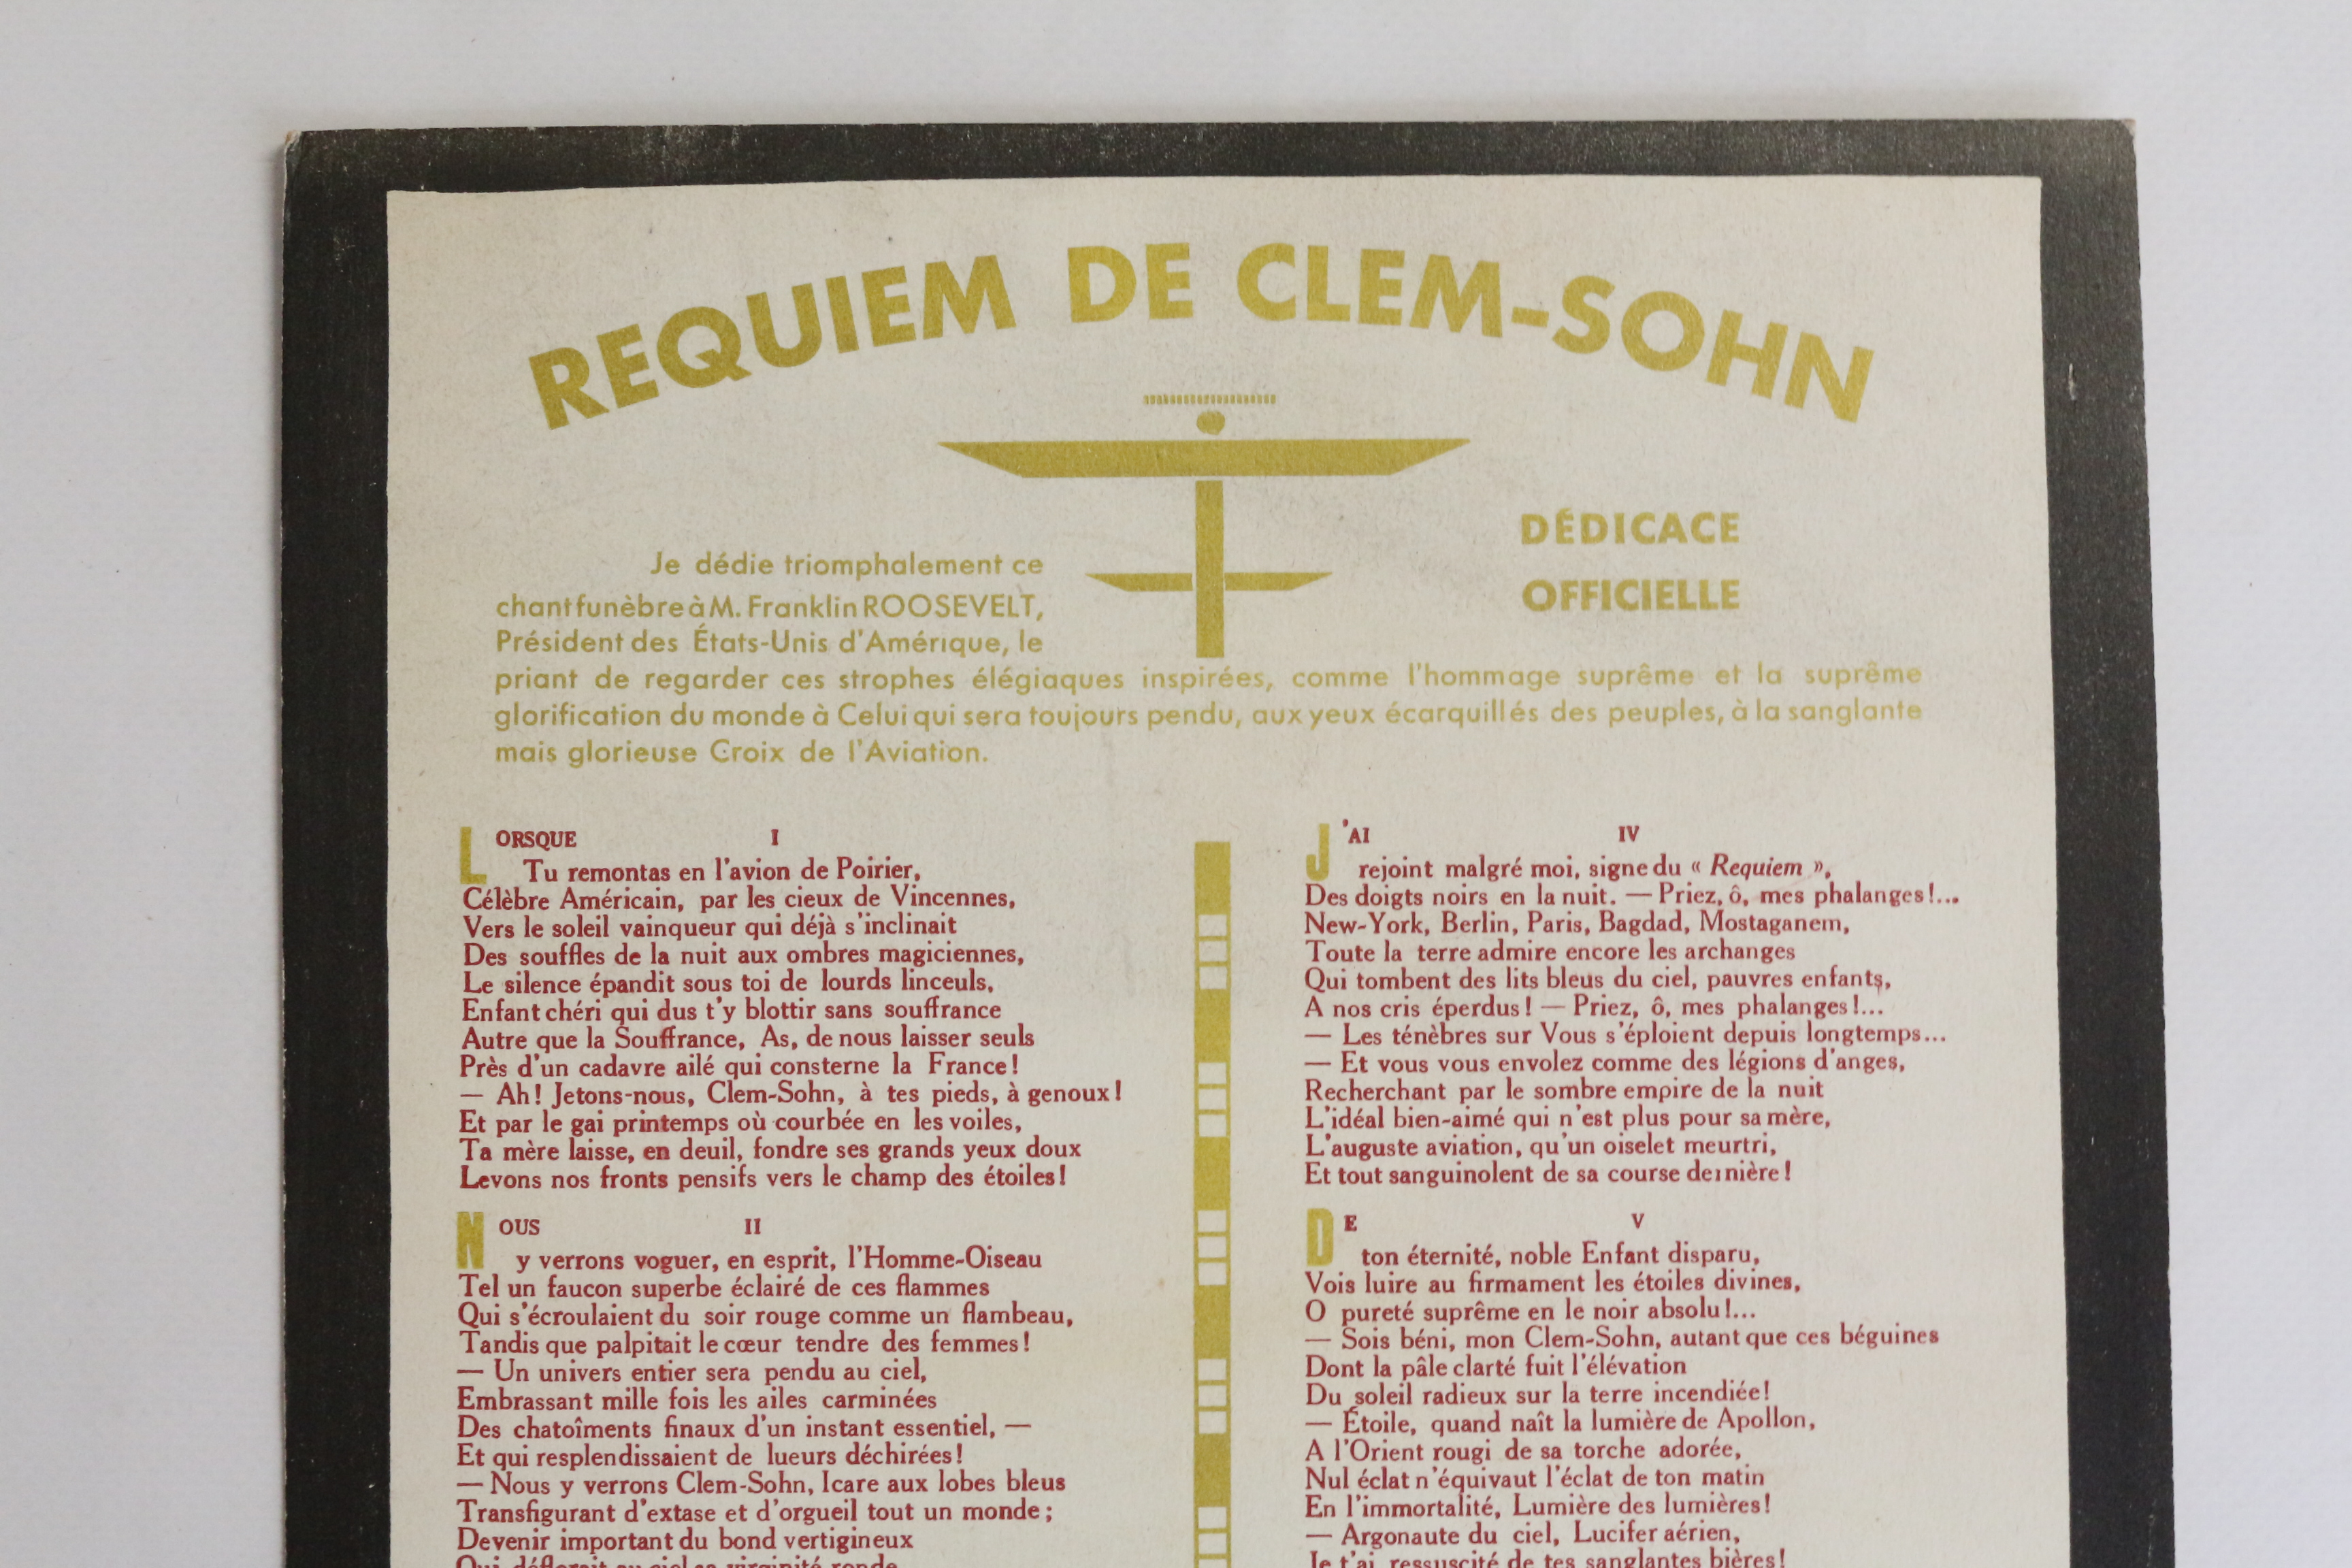 REQUIEM DE CLEM-SOHN
DÉDICACE
OFFICIELLE
Je dédie triomphalement ce
chant funèbre à M. Franklin ROOSEVELT,
Président des États-Unis d'Amérique, le
priant de regarder ces strophes élégiaques inspirées, comme l'hommage suprême et la suprême
glorification du monde à Celui qui sera toujours pendu, aux yeux écarquillés des peuples, à la sanglante
mais glorieuse Croix de l'Aviation.
LORSQUE I
Tu remontas en l'avion de Poirier,
Célèbre Américain, par les cieux de Vincennes,
Vers le soleil vainqueur qui déjà s'inclinait
Des souffles de la nuit aux ombres magiciennes,
Le silence épandit sous toi de lourds linceuls,
Enfant chéri qui dus t'y blottir sans souffrance
Autre que la Souffrance, As, de nous laisser seuls
Près d'un cadavre ailé qui consterne la France!
— Ah! Jetons-nous, Clem-Sohn, à tes pieds, à genoux!
Et par le gai printemps où courbée en les voiles,
Ta mère laisse, en deuil, fondre ses grands yeux doux
Levons nos fronts pensifs vers le champ des étoiles!
NOUS II
y verrons voguer, en esprit, l'Homme-Oiseau
Tel un faucon superbe éclairé de ces flammes
Qui s'écroulaient du soir rouge comme un flambeau,
Tandis que palpitait le cœur tendre des femmes!
— Un univers entier sera pendu au ciel,
Embrassant mille fois les ailes carminées
Des chatoîments finaux d'un instant essentiel, —
Et qui resplendissaient de lueurs déchirées!
— Nous y verrons Clem-Sohn, Icare aux lobes bleus
Transfigurant d'extase et d'orgueil tout un monde;
Devenir important du bond vertigineux
Qui déflorait au ciel sa virginité ronde
J'AI IV
rejoint malgré moi, signe du « Requiem »,
Des doigts noirs en la nuit. — Priez, ô, mes phalanges!...
New-York, Berlin, Paris, Bagdad, Mostaganem,
Toute la terre admire encore les archanges
Qui tombent des lits bleus du ciel, pauvres enfants,
A nos cris éperdus! — Priez, ô, mes phalanges!...
— Les ténèbres sur Vous s'éploient depuis longtemps...
— Et vous vous envolez comme des légions d'anges,
Recherchant par le sombre empire de la nuit
L'idéal bien-aimé qui n'est plus pour sa mère,
L'auguste aviation, qu'un oiselet meurtri,
Et tout sanguinolent de sa course dernière!
DE V
ton éternité, noble Enfant disparu,
Vois luire au firmament les étoiles divines,
O pureté suprême en le noir absolu!...
— Sois béni, mon Clem-Sohn, autant que ces béguines
Dont la pâle clarté fuit l'élévation
Du soleil radieux sur la terre incendiée!
— Étoile, quand naît la lumière de Apollon,
A l'Orient rougi de sa torche adorée,
Nul éclat n'équivaut l'éclat de ton matin
En l'immortalité, Lumière des lumières!
— Argonaute du ciel, Lucifer aérien,
Je t'ai ressuscité de tes sanglantes bières!